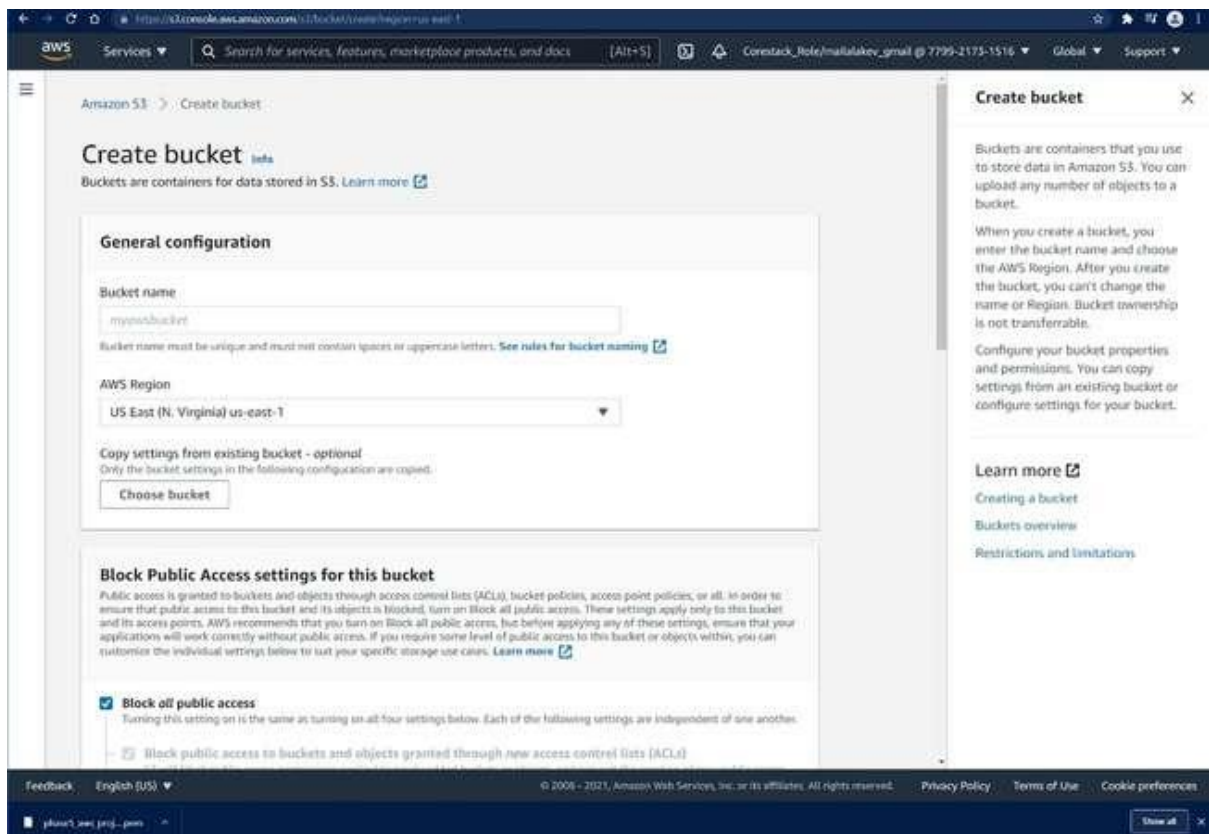 https://s3.console.aws.amazon.com/s3/bucket/create?region=us-east-1
aws
Services
Search for services, features, marketplace products, and docs
[Alt+S]
Global
Support
Amazon S3 > Create bucket
Create bucket Info
Buckets are containers for data stored in S3. Learn more
General configuration
Bucket name
myawsbucket
Bucket name must be unique and must not contain spaces or uppercase letters. See rules for bucket naming
AWS Region
US East (N. Virginia) us-east-1
Copy settings from existing bucket - optional
Only the bucket settings in the following configuration are copied.
Choose bucket
Block Public Access settings for this bucket
Public access is granted to buckets and objects through access control lists (ACLs), bucket policies, access point policies, or all. In order to
ensure that public access to this bucket and its objects is blocked, turn on Block all public access. These settings apply only to this bucket
and its access points. AWS recommends that you turn on Block all public access, but before applying any of these settings, ensure that your
applications will work correctly without public access. If you require some level of public access to this bucket or objects within, you can
customize the individual settings below to suit your specific storage use cases. Learn more
Block all public access
Turning this setting on is the same as turning on all four settings below. Each of the following settings are independent of one another.
Block public access to buckets and objects granted through new access control lists (ACLs)
Create bucket
Buckets are containers that you use
to store data in Amazon S3. You can
upload any number of objects to a
bucket.
When you create a bucket, you
enter the bucket name and choose
the AWS Region. After you create
the bucket, you can't change the
name or Region. Bucket ownership
is not transferrable.
Configure your bucket properties
and permissions. You can copy
settings from an existing bucket or
configure settings for your bucket.
Learn more
Creating a bucket
Buckets overview
Restrictions and limitations
Feedback
English (US)
© 2008 - 2021, Amazon Web Services, Inc. or its affiliates. All rights reserved.
Privacy Policy
Terms of Use
Cookie preferences
Show all